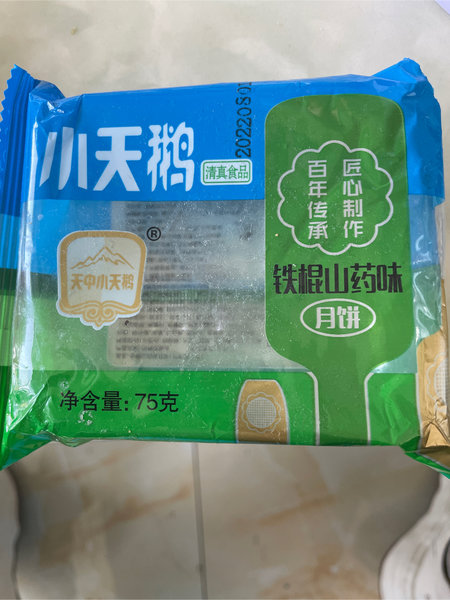 20220801
小天鹅
清真食品
匠心制作
百年传承
®
天中小天鹅
铁棍山药味
月饼
净含量：75克